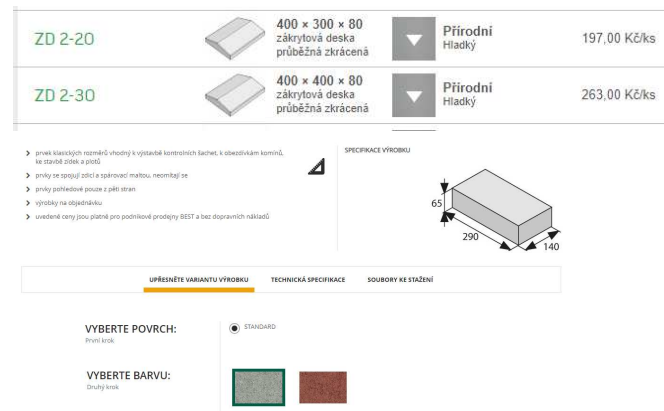 ZD 2-20
400 × 300 × 80
zákrytová deska
průběžná zkrácená
Přírodní
Hladký
197,00 Kč/ks
ZD 2-30
400 × 400 × 80
zákrytová deska
průběžná zkrácená
Přírodní
Hladký
263,00 Kč/ks
prvek klasických rozměrů vhodný k výstavbě kontrolních šachet, k obezdívkám komínů,
ke stavbě zídek a plotů
prvky se spojují zdicí a spárovací maltou, neomítají se
prvky pohledové pouze z pěti stran
výrobky na objednávku
uvedené ceny jsou platné pro podnikové prodejny BEST a bez dopravních nákladů
SPECIFIKACE VÝROBKU
65
290
140
UPŘESNĚTE VARIANTU VÝROBKU
TECHNICKÁ SPECIFIKACE
SOUBORY KE STAŽENÍ
VYBERTE POVRCH:
První krok
STANDARD
VYBERTE BARVU:
Druhý krok